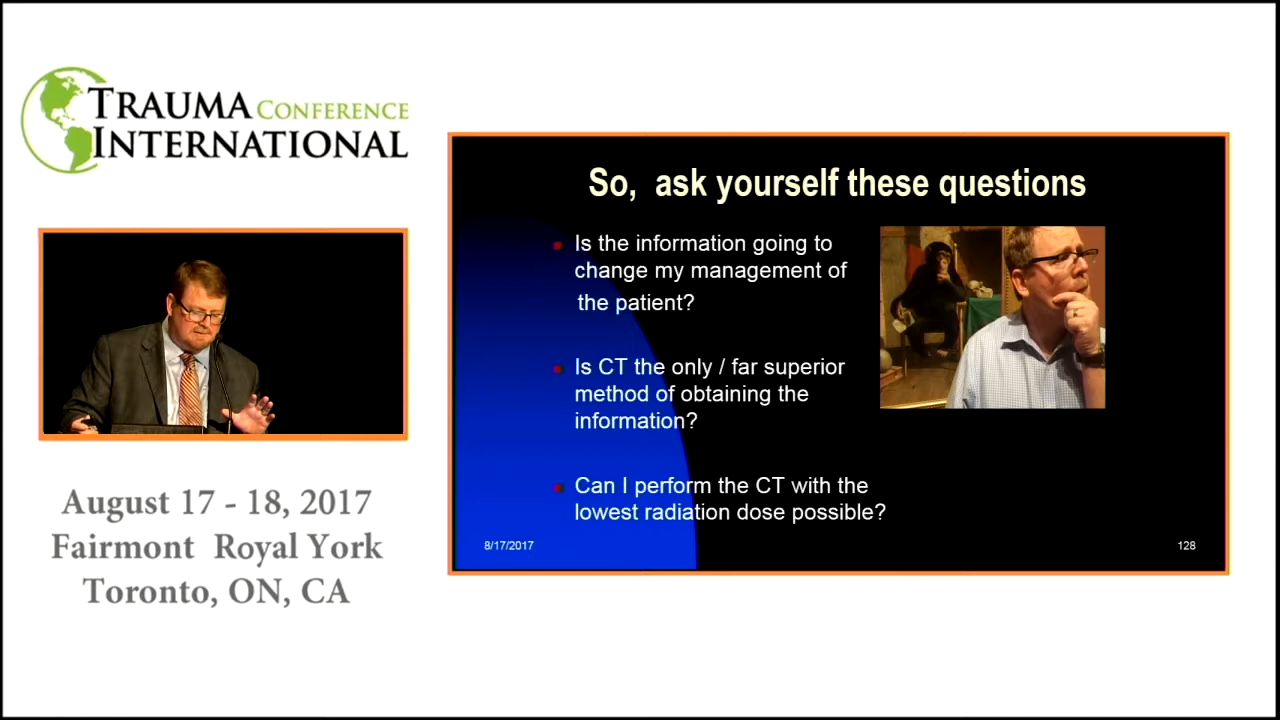 TRAUMA CONFERENCE
INTERNATIONAL
August 17 - 18, 2017
Fairmont Royal York
Toronto, ON, CA
So, ask yourself these questions
Is the information going to
change my management of
the patient?
Is CT the only / far superior
method of obtaining the
information?
Can I perform the CT with the
lowest radiation dose possible?
8/17/2017
128